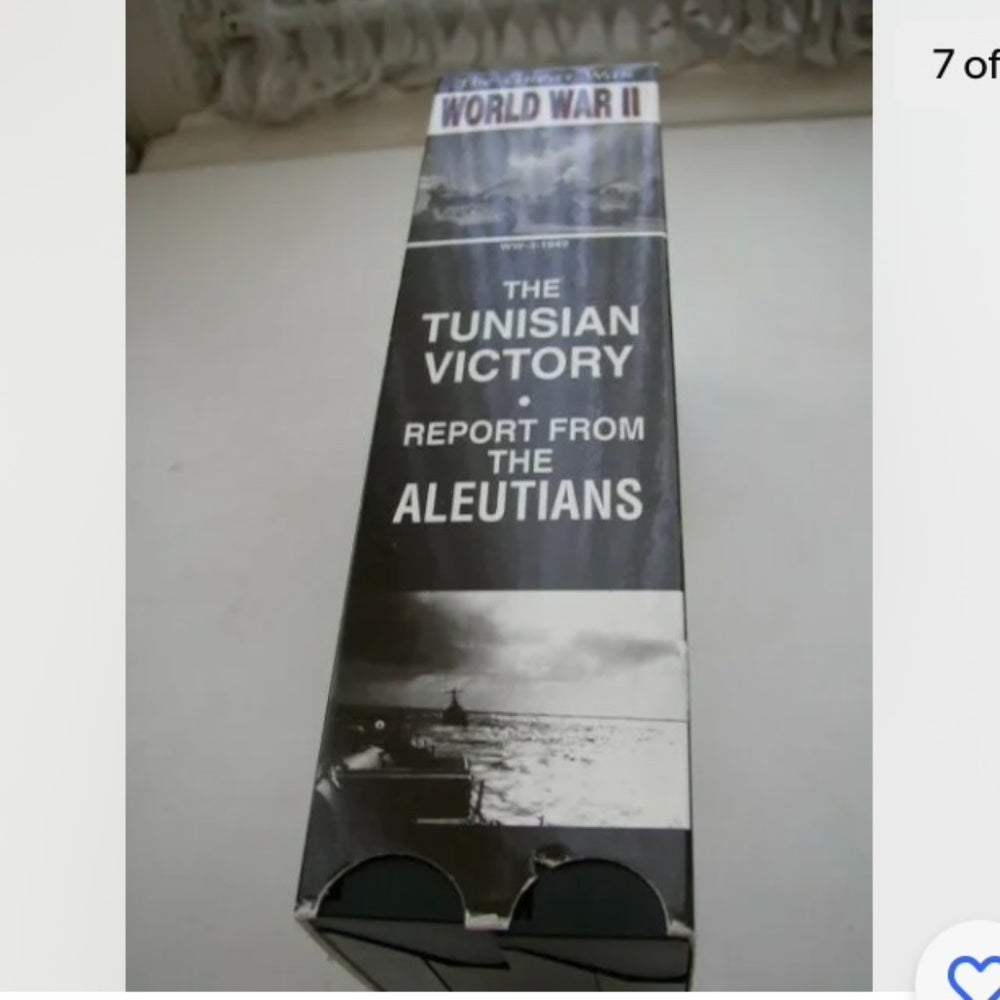 7 of
WORLD WAR II
THE
TUNISIAN
VICTORY
•
REPORT FROM
THE
ALEUTIANS